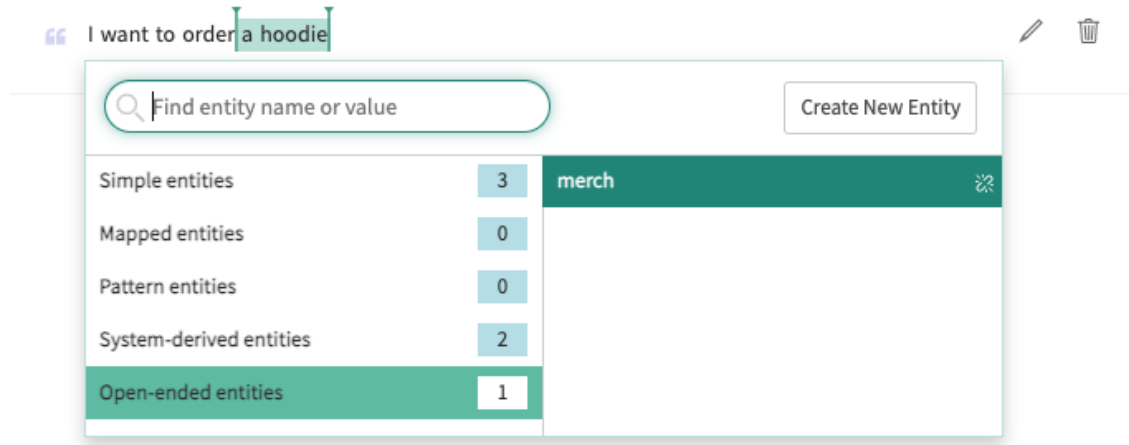 I want to order a hoodie
Find entity name or value
Create New Entity
Simple entities 3
merch
Mapped entities 0
Pattern entities 0
System-derived entities 2
Open-ended entities 1